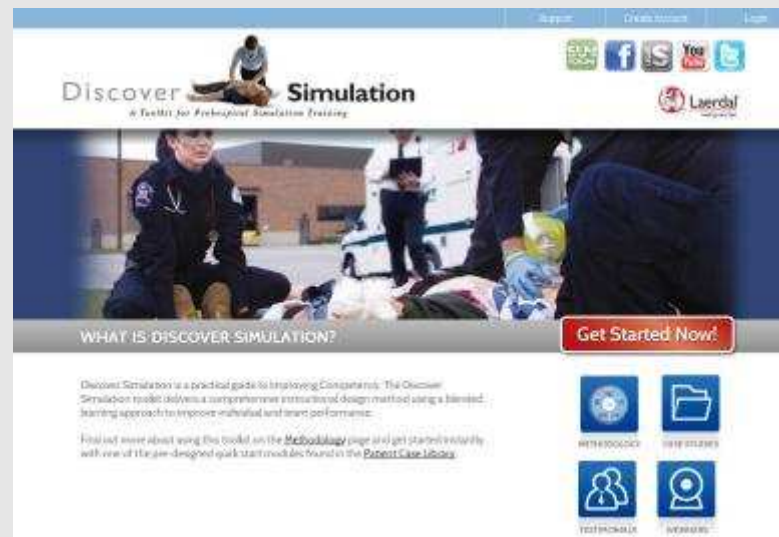 Support Create Account Login
Discover Simulation
A Toolkit for Prehospital Simulation Training
You
Laerdal
WHAT IS DISCOVER SIMULATION?
Get Started Now!
Discover Simulation is a practical guide to Improving Competence. The Discover
Simulation toolkit delivers a comprehensive instructional design method using a blended
learning approach to improve individual and team performance.
Find out more about using this toolkit on the Methodology page and get started instantly
with one of the pre-designed quick start modules found in the Patient Case Library.
METHODOLOGY CASE STUDIES
TESTIMONIALS WEBINARS